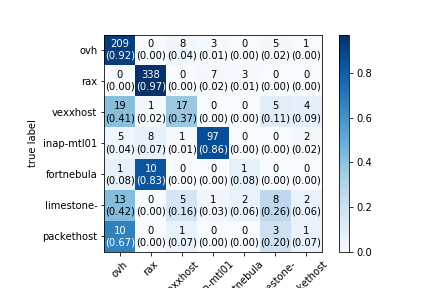 ovh 209 0 8 3 0 5 1
(0.92) (0.00) (0.04) (0.01) (0.00) (0.02) (0.00)
rax 0 338 0 7 3 0 0
(0.00) (0.97) (0.00) (0.02) (0.01) (0.00) (0.00)
vexxhost 19 1 17 0 0 5 4
(0.41) (0.02) (0.37) (0.00) (0.00) (0.11) (0.09)
inap-mtl01 5 8 1 97 0 0 2
(0.04) (0.07) (0.01) (0.86) (0.00) (0.00) (0.02)
fortnebula 1 10 0 0 1 0 0
(0.08) (0.83) (0.00) (0.00) (0.08) (0.00) (0.00)
limestone- 13 0 5 1 2 8 2
(0.42) (0.00) (0.16) (0.03) (0.06) (0.26) (0.06)
packethost 10 0 1 0 0 3 1
(0.67) (0.00) (0.07) (0.00) (0.00) (0.20) (0.07)
true label
ovh
rax
exxhost
p-mtl01
tnebula
estone-
kethost
0.8
0.6
0.4
0.2
0.0